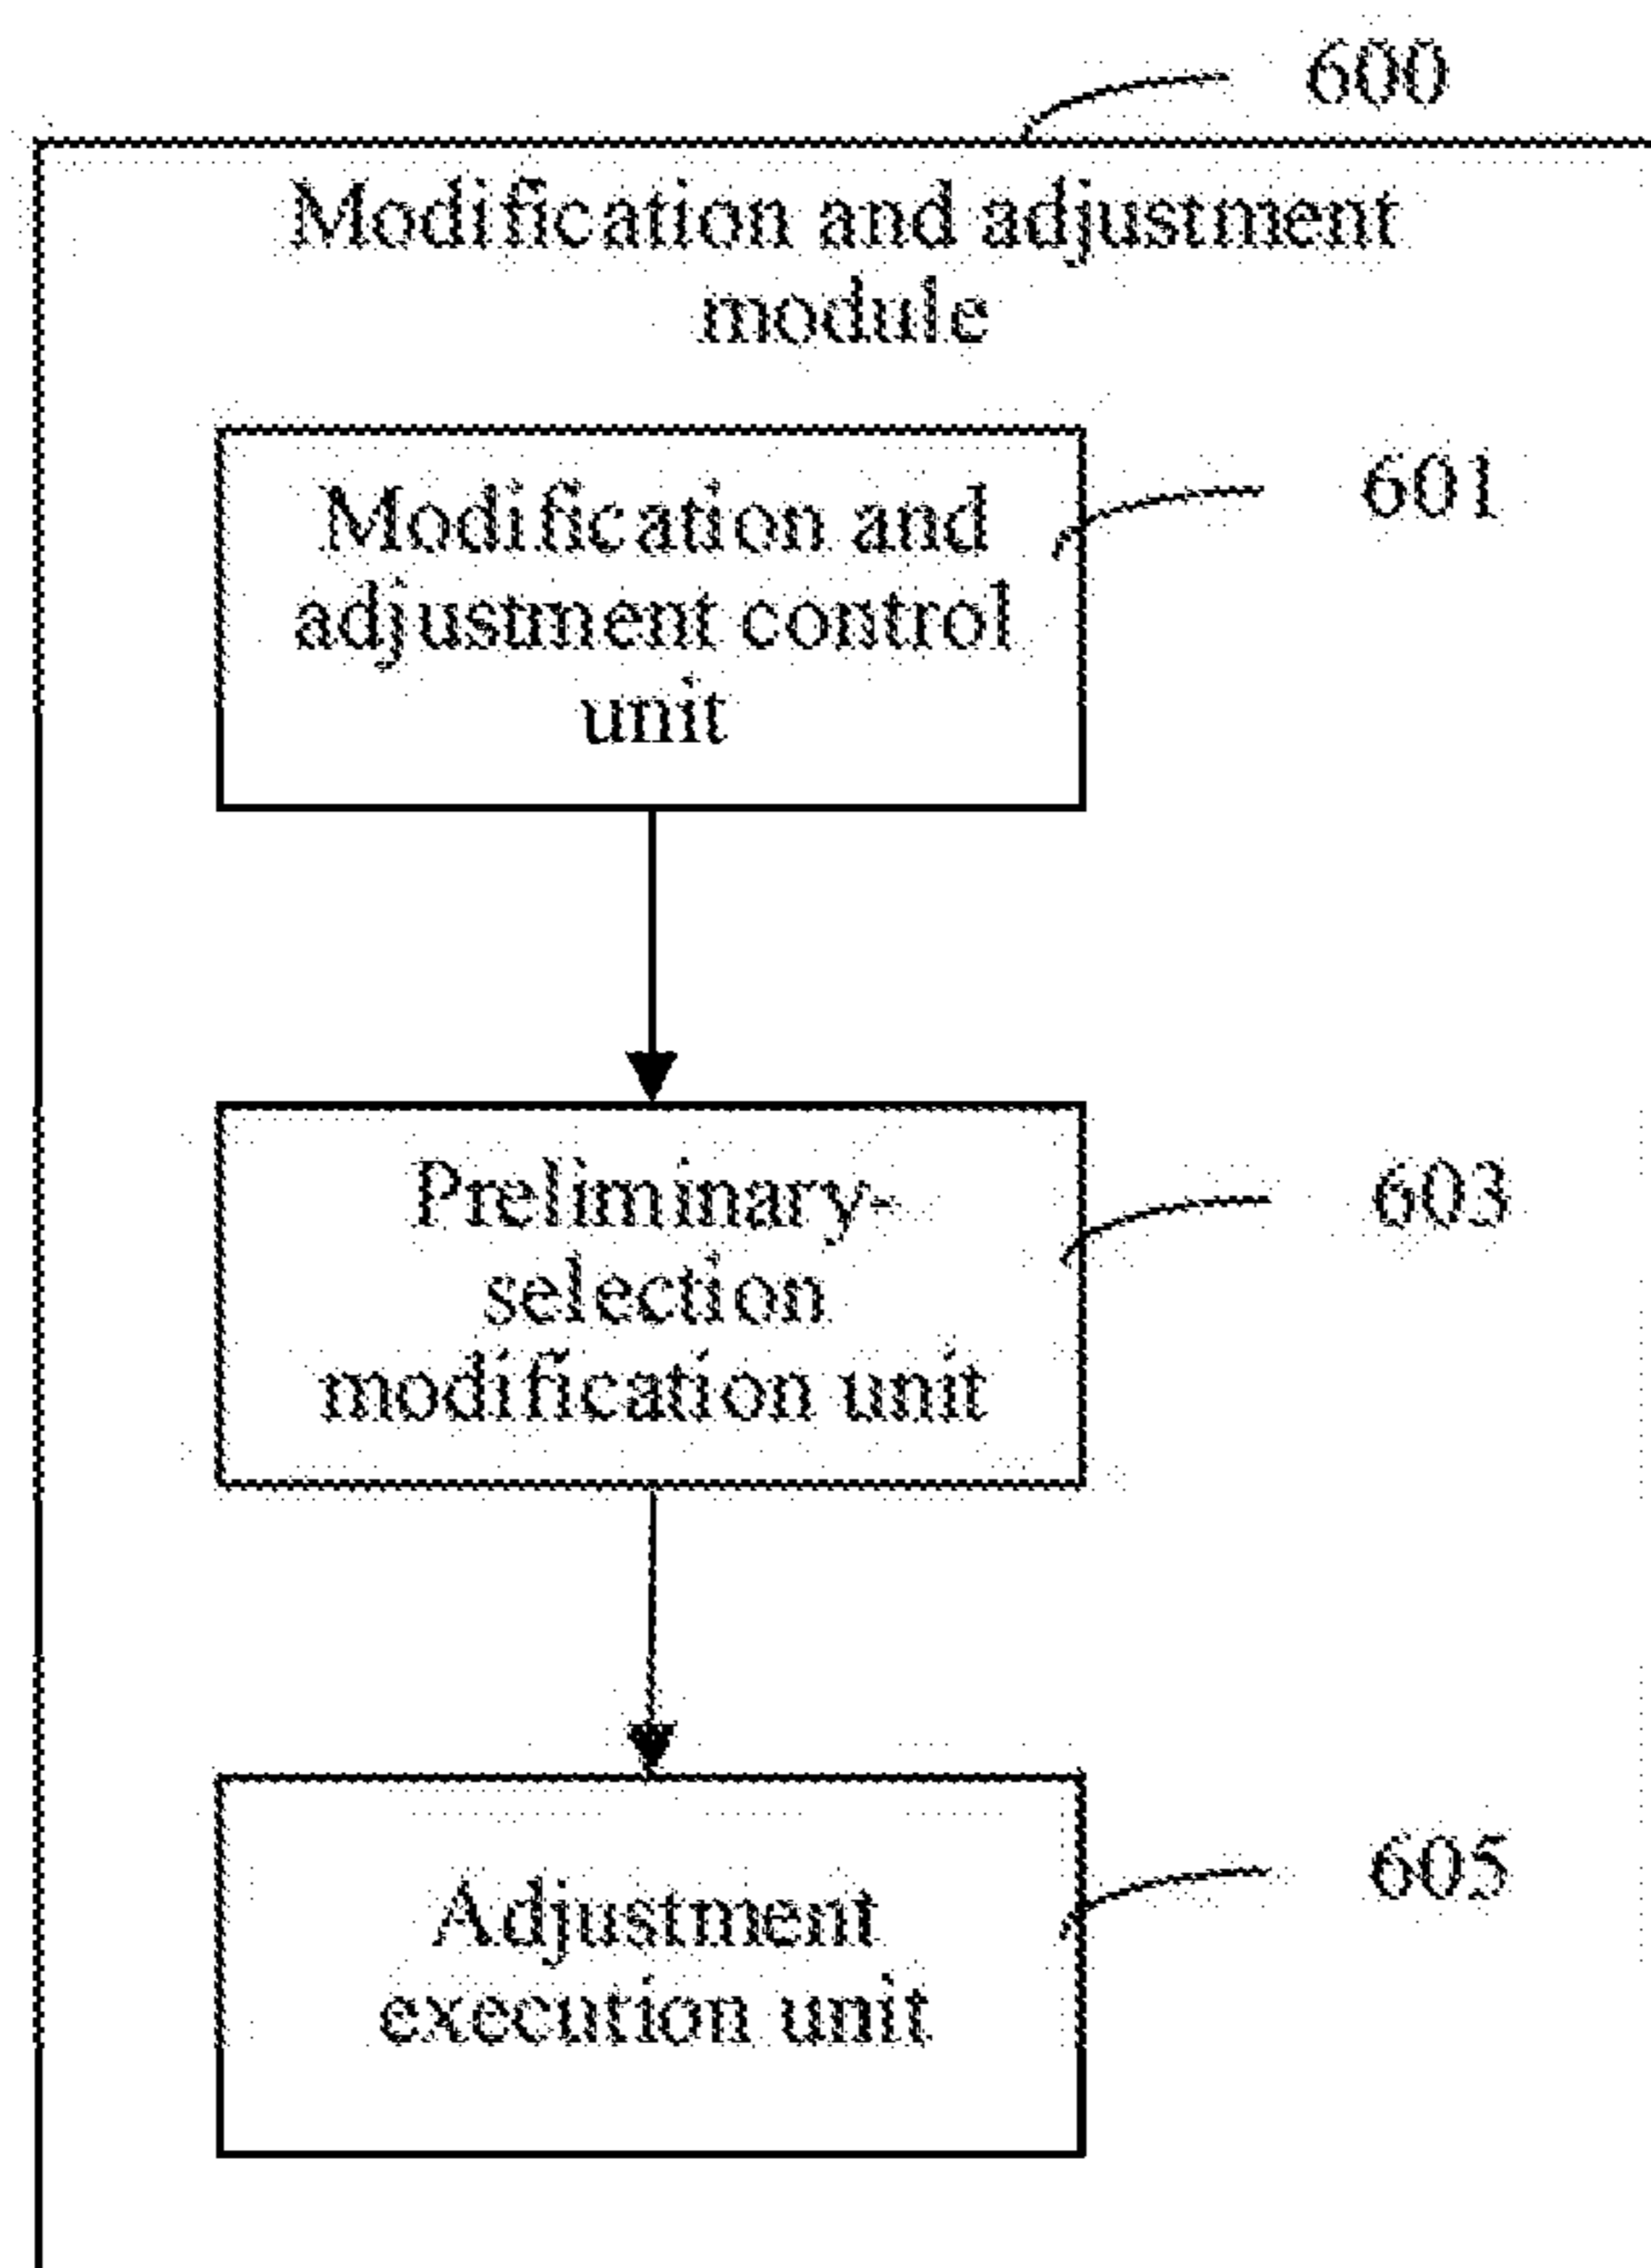 600
Modification and adjustment
module
Modification and
adjustment control
unit
601
Preliminary-
selection
modification unit
603
Adjustment
execution unit
605